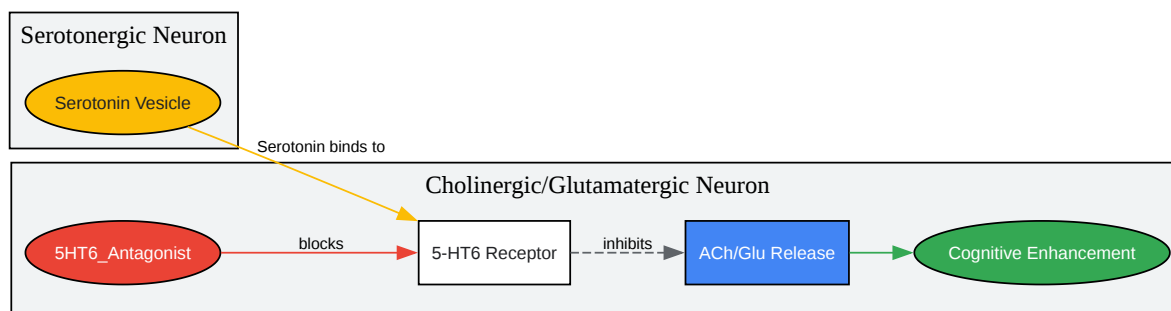 Serotonergic Neuron
Serotonin Vesicle
Serotonin binds to
Cholinergic/Glutamatergic Neuron
5HT6_Antagonist
blocks
5-HT6 Receptor
inhibits
ACh/Glu Release
Cognitive Enhancement